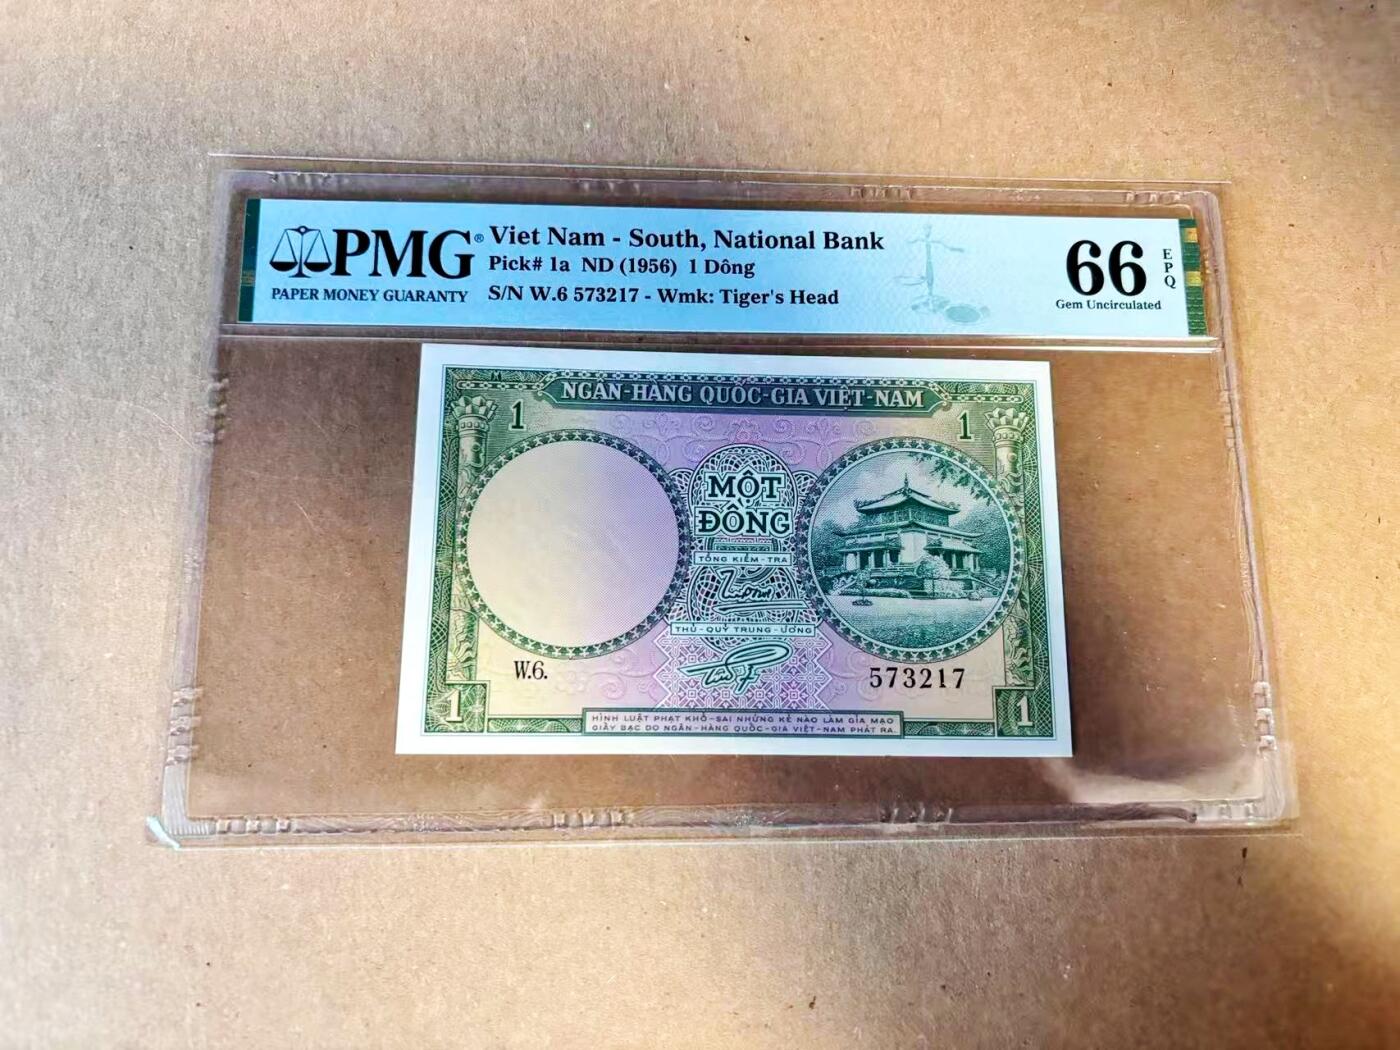 PMG®
PAPER MONEY GUARANTY
Viet Nam - South, National Bank
Pick# 1a ND (1956) 1 Dông
S/N W.6 573217 - Wmk: Tiger's Head
66
EPQ
Gem Uncirculated
NGÂN-HÀNG QUỐC-GIA VIỆT-NAM
1
1
MỘT
ĐỒNG
TỔNG KIỂM-TRA
THỦ-QUỸ TRUNG-ƯƠNG
W.6.
573217
1
1
HÌNH LUẬT PHẠT KHỔ-SAI NHỮNG KẺ NÀO LÀM GIẢ MẠO
GIẤY BẠC DO NGÂN-HÀNG QUỐC-GIA VIỆT-NAM PHÁT RA.